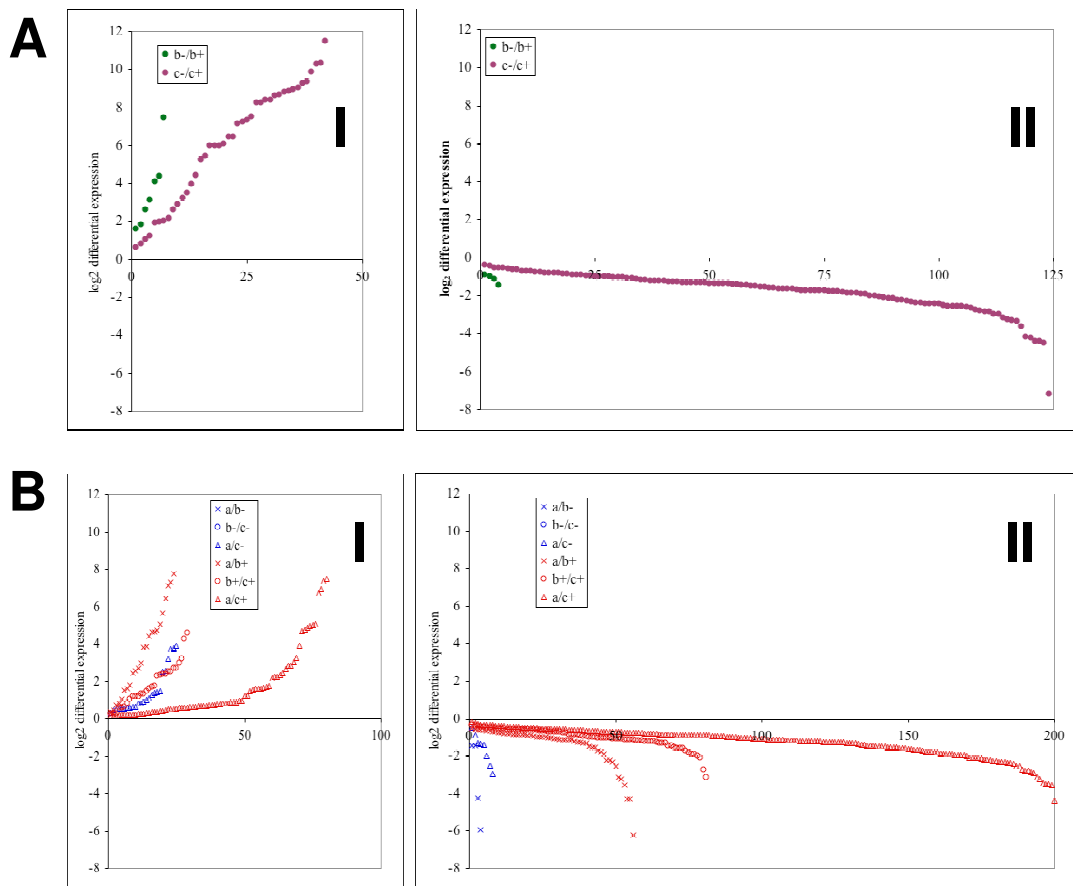 A
12
10
8
6
4
2
0
-2
-4
-6
-8
25
50
log2 differential expression
b-/b+
c-/c+
I
12
10
8
6
4
2
0
-2
-4
-6
-8
25
50
75
100
125
log₂ differential expression
b-/b+
c-/c+
II
B
12
10
8
6
4
2
0
-2
-4
-6
-8
0
50
100
log2 differential expression
a/b-
b-/c-
a/c-
a/b+
b+/c+
a/c+
I
12
10
8
6
4
2
0
-2
-4
-6
-8
0
50
100
150
200
log2 differential expression
a/b-
b-/c-
a/c-
a/b+
b+/c+
a/c+
II